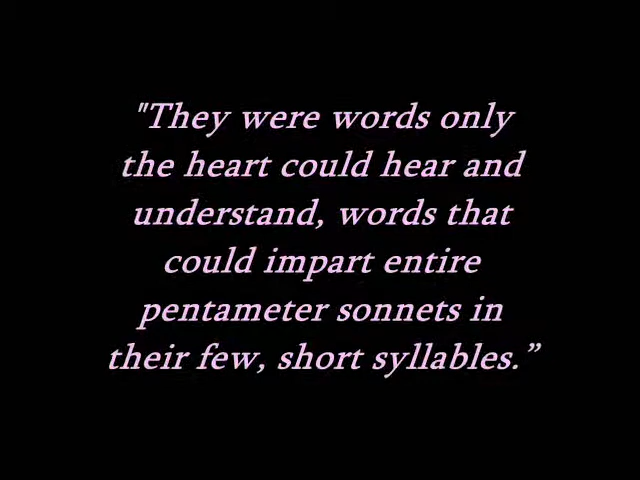 "They were words only
the heart could hear and
understand, words that
could impart entire
pentameter sonnets in
their few, short syllables.”